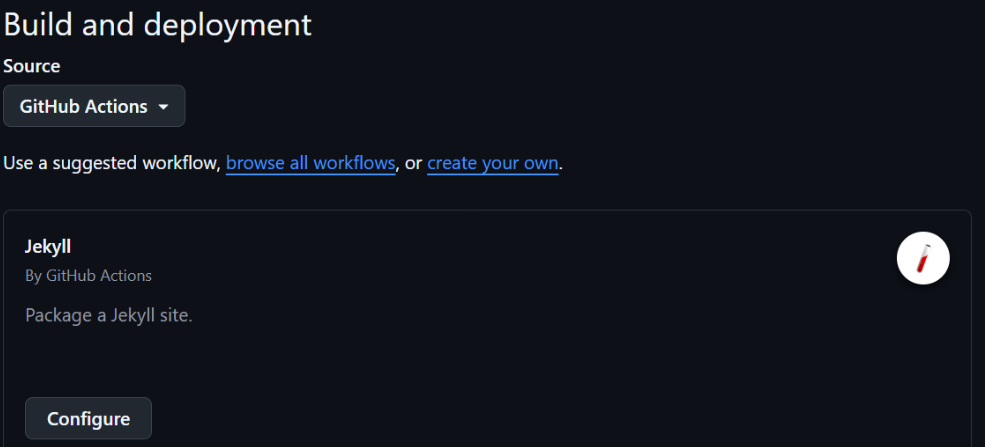 Build and deployment
Source
GitHub Actions
Use a suggested workflow, browse all workflows, or create your own.
Jekyll
By GitHub Actions
Package a Jekyll site.
Configure